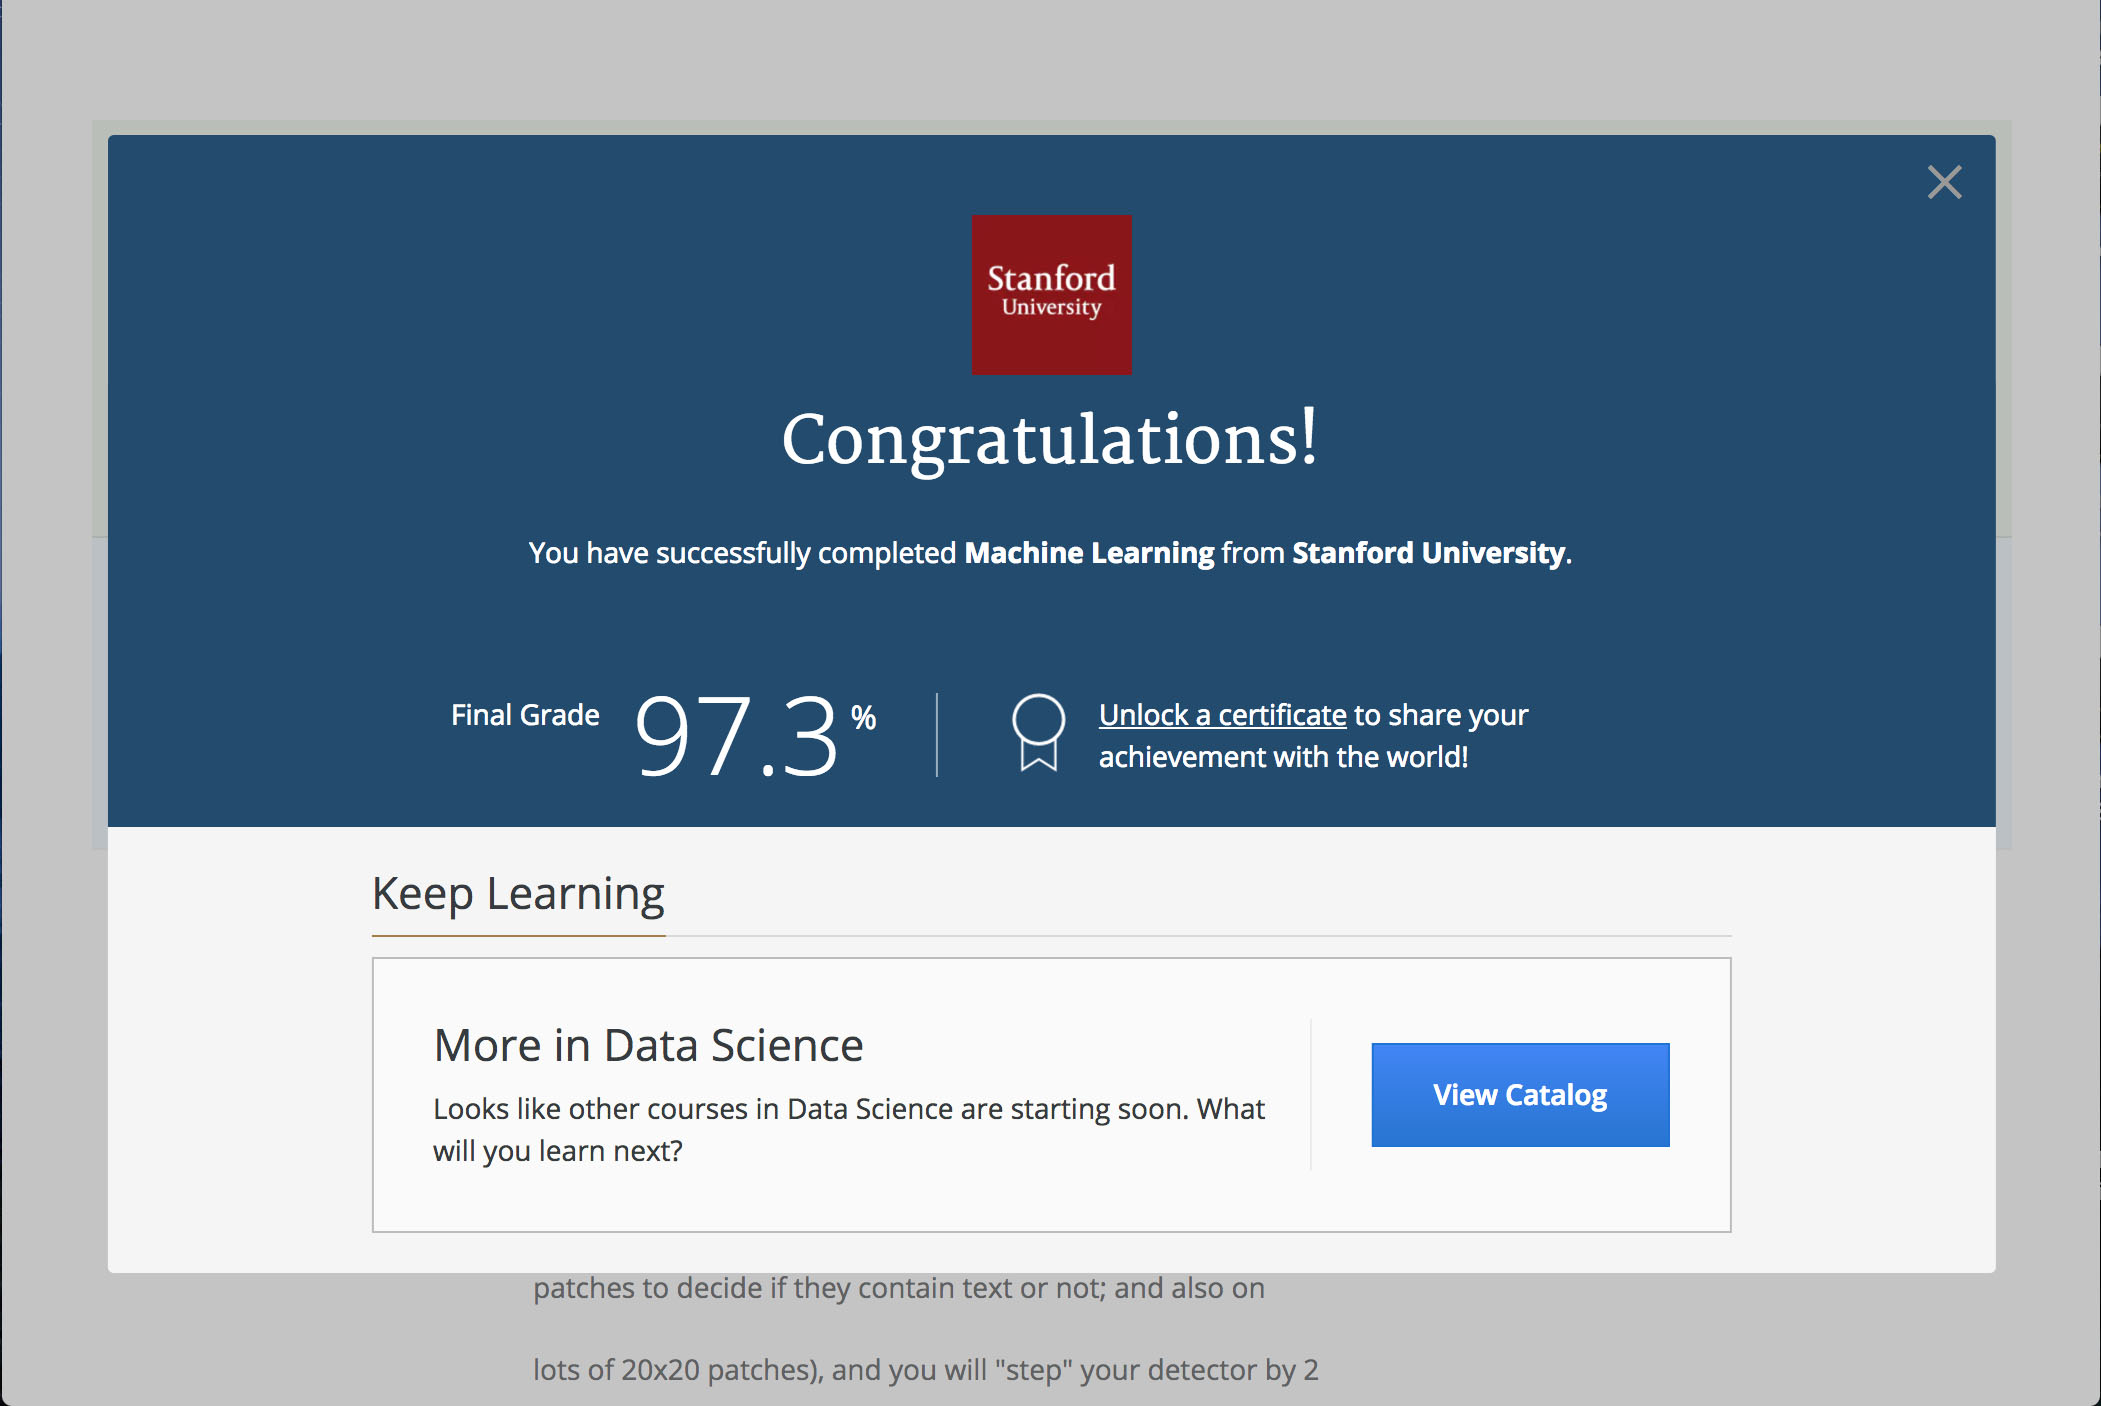 Stanford
University
Congratulations!
You have successfully completed Machine Learning from Stanford University.
Final Grade 97.3 %
Unlock a certificate to share your
achievement with the world!
Keep Learning
More in Data Science
Looks like other courses in Data Science are starting soon. What
will you learn next?
View Catalog
patches to decide if they contain text or not; and also on
lots of 20x20 patches), and you will "step" your detector by 2